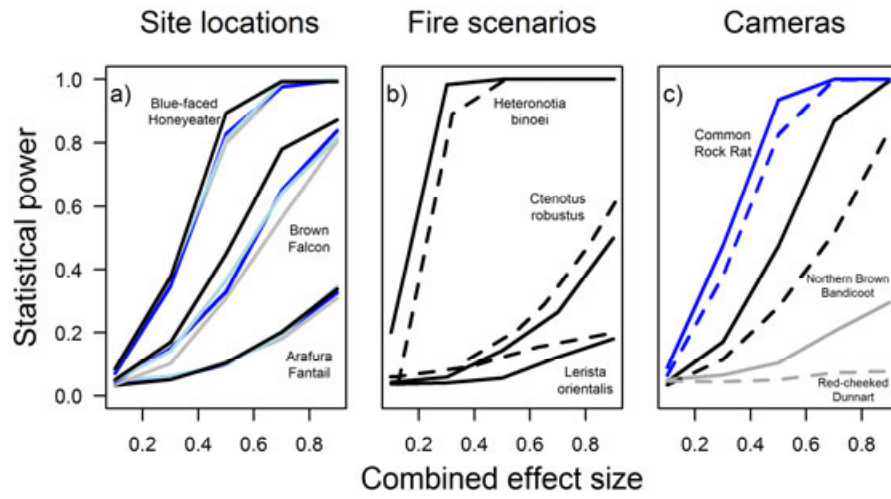 Site locations
Fire scenarios
Cameras
Statistical power
1.0
0.8
0.6
0.4
0.2
0.0
a)
Blue-faced
Honeyeater
Brown
Falcon
Arafura
Fantail
0.2 0.4 0.6 0.8
b)
Heteronotia
binoei
Ctenotus
robustus
Lerista
orientalis
0.2 0.4 0.6 0.8
c)
Common
Rock Rat
Northern Brown
Bandicoot
Red-cheeked
Dunnart
0.2 0.4 0.6 0.8
Combined effect size